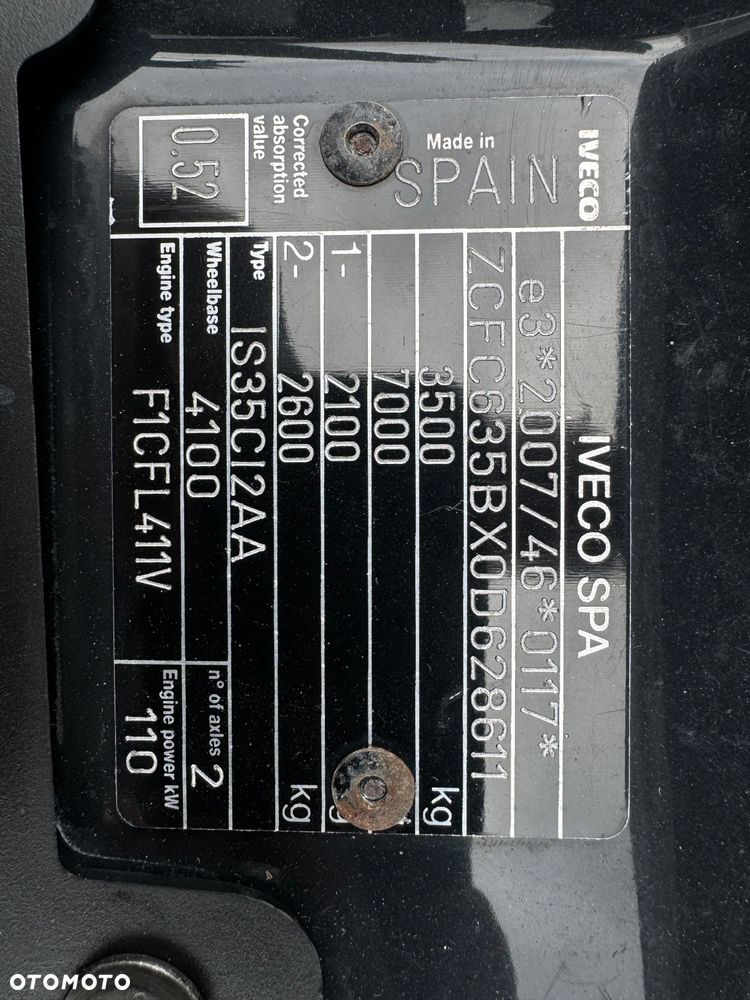 IVECO
IVECO SPA
Made in
SPAIN
e3*2007/46*0117*
ZCFC635BX0D628611
3500 kg
7000
1- 2100
2- 2600 kg
Corrected
absorption
value
0.52
Type IS35CI2AA
Wheelbase 4100 n° of axles 2
Engine type F1CFL411V Engine power kW 110
OTOMOTO